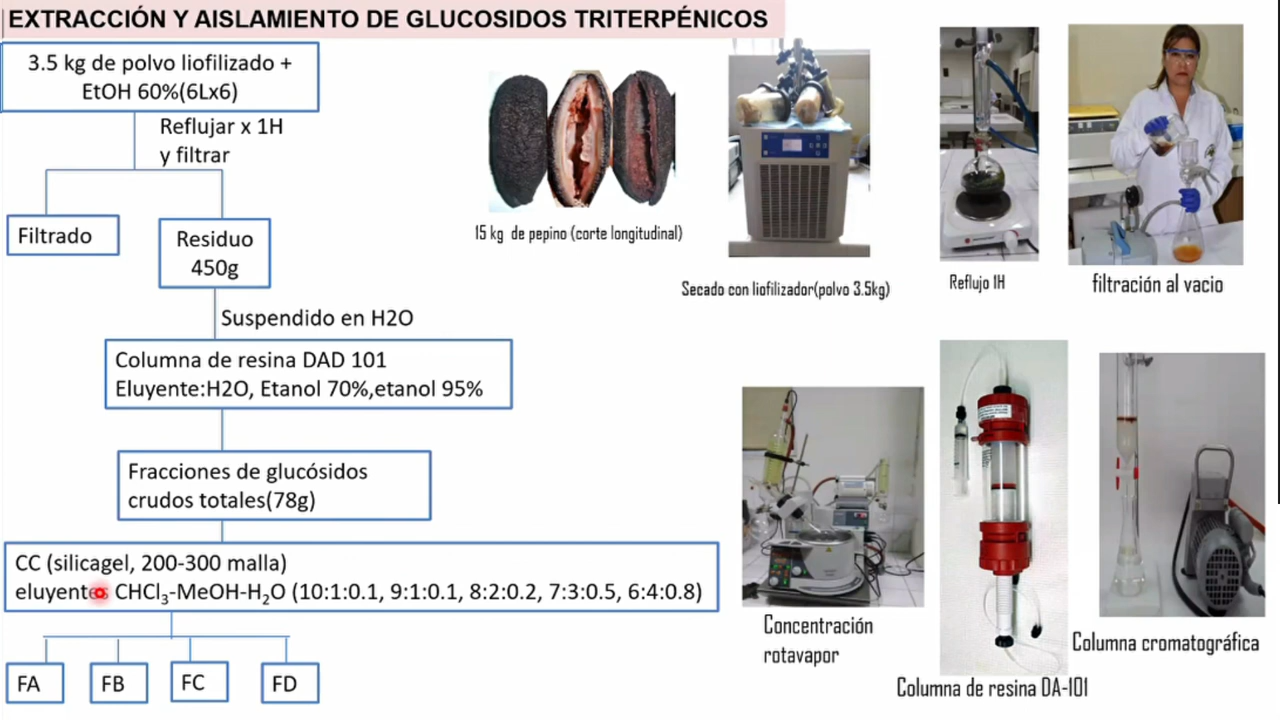 EXTRACCIÓN Y AISLAMIENTO DE GLUCOSIDOS TRITERPÉNICOS
3.5 kg de polvo liofilizado +
EtOH 60%(6Lx6)
Reflujar x 1H
y filtrar
Filtrado
Residuo
450g
Suspendido en H2O
Columna de resina DAD 101
Eluyente:H2O, Etanol 70%,etanol 95%
Fracciones de glucósidos
crudos totales(78g)
CC (silicagel, 200-300 malla)
eluyentes CHCl₃-MeOH-H₂O (10:1:0.1, 9:1:0.1, 8:2:0.2, 7:3:0.5, 6:4:0.8)
FA
FB
FC
FD
15 kg de pepino (corte longitudinal)
Secado con liofilizador(polvo 3.5kg)
Reflujo 1H
filtración al vacio
Concentración
rotavapor
Columna de resina DA-101
Columna cromatográfica